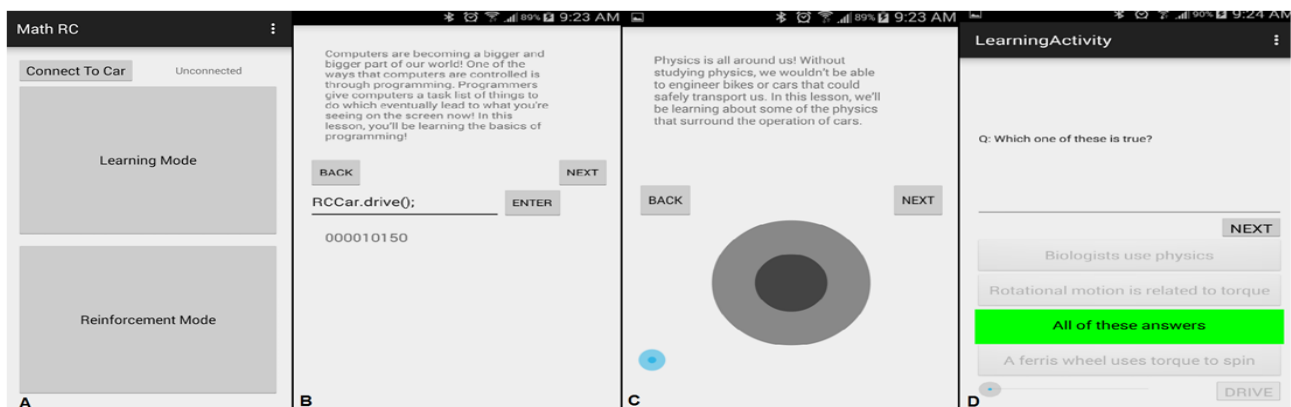 Math RC
Connect To Car
Unconnected
Learning Mode
Reinforcement Mode
A
89% 9:23 AM
Computers are becoming a bigger and
bigger part of our world! One of the
ways that computers are controlled is
through programming. Programmers
give computers a task list of things to
do which eventually lead to what you're
seeing on the screen now! In this
lesson, you'll be learning the basics of
programming!
BACK
NEXT
RCCar.drive();
ENTER
000010150
B
89% 9:23 AM
Physics is all around us! Without
studying physics, we wouldn't be able
to engineer bikes or cars that could
safely transport us. In this lesson, we'll
be learning about some of the physics
that surround the operation of cars.
BACK
NEXT
C
90% 9:24 AM
LearningActivity
Q: Which one of these is true?
NEXT
Biologists use physics
Rotational motion is related to torque
All of these answers
A ferris wheel uses torque to spin
DRIVE
D